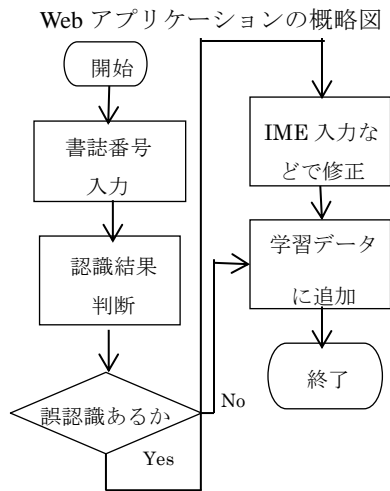 Web アプリケーションの概略図
開始
書誌番号
入力
認識結果
判断
誤認識あるか
Yes
No
IME 入力な
どで修正
学習データ
に追加
終了